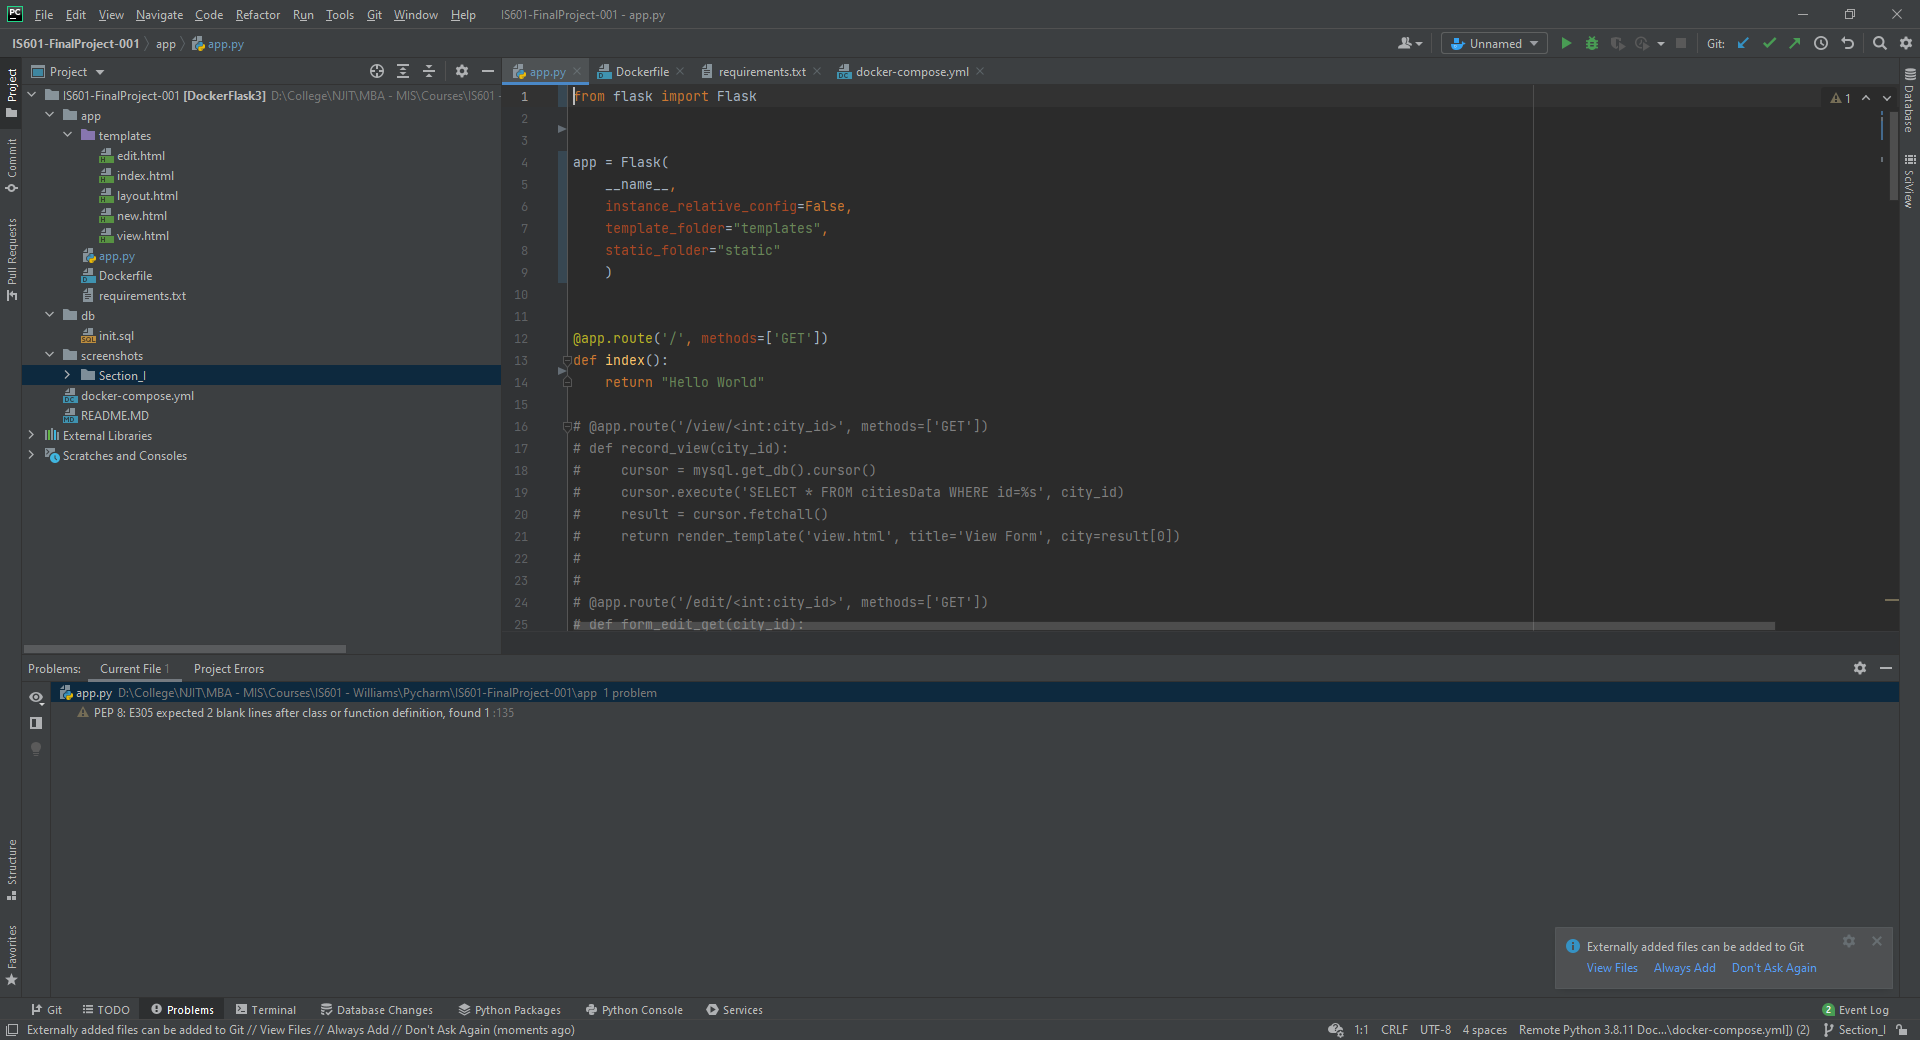 PC File Edit View Navigate Code Refactor Run Tools Git Window Help IS601-FinalProject-001 - app.py
IS601-FinalProject-001 app app.py Unnamed Git:
Project
app.py Dockerfile requirements.txt docker-compose.yml
Project
Commit
Pull Requests
Structure
Favorites
IS601-FinalProject-001 [DockerFlask3] D:\College\NJIT\MBA - MIS\Courses\IS601 -
app
templates
edit.html
index.html
layout.html
new.html
view.html
app.py
Dockerfile
requirements.txt
db
init.sql
screenshots
Section_I
docker-compose.yml
README.MD
External Libraries
Scratches and Consoles
1 from flask import Flask
2
3
4 app = Flask(
5 __name__,
6 instance_relative_config=False,
7 template_folder="templates",
8 static_folder="static"
9 )
10
11
12 @app.route('/', methods=['GET'])
13 def index():
14 return "Hello World"
15
16 # @app.route('/view/<int:city_id>', methods=['GET'])
17 # def record_view(city_id):
18 # cursor = mysql.get_db().cursor()
19 # cursor.execute('SELECT * FROM citiesData WHERE id=%s', city_id)
20 # result = cursor.fetchall()
21 # return render_template('view.html', title='View Form', city=result[0])
22 #
23 #
24 # @app.route('/edit/<int:city_id>', methods=['GET'])
25 # def form_edit_get(city_id):
1
Database
SciView
Problems: Current File 1 Project Errors
app.py D:\College\NJIT\MBA - MIS\Courses\IS601 - Williams\Pycharm\IS601-FinalProject-001\app 1 problem
PEP 8: E305 expected 2 blank lines after class or function definition, found 1 :135
Externally added files can be added to Git
View Files Always Add Don't Ask Again
Git TODO Problems Terminal Database Changes Python Packages Python Console Services 2 Event Log
Externally added files can be added to Git // View Files // Always Add // Don't Ask Again (moments ago) 1:1 CRLF UTF-8 4 spaces Remote Python 3.8.11 Doc...\docker-compose.yml]) (2) Section_I